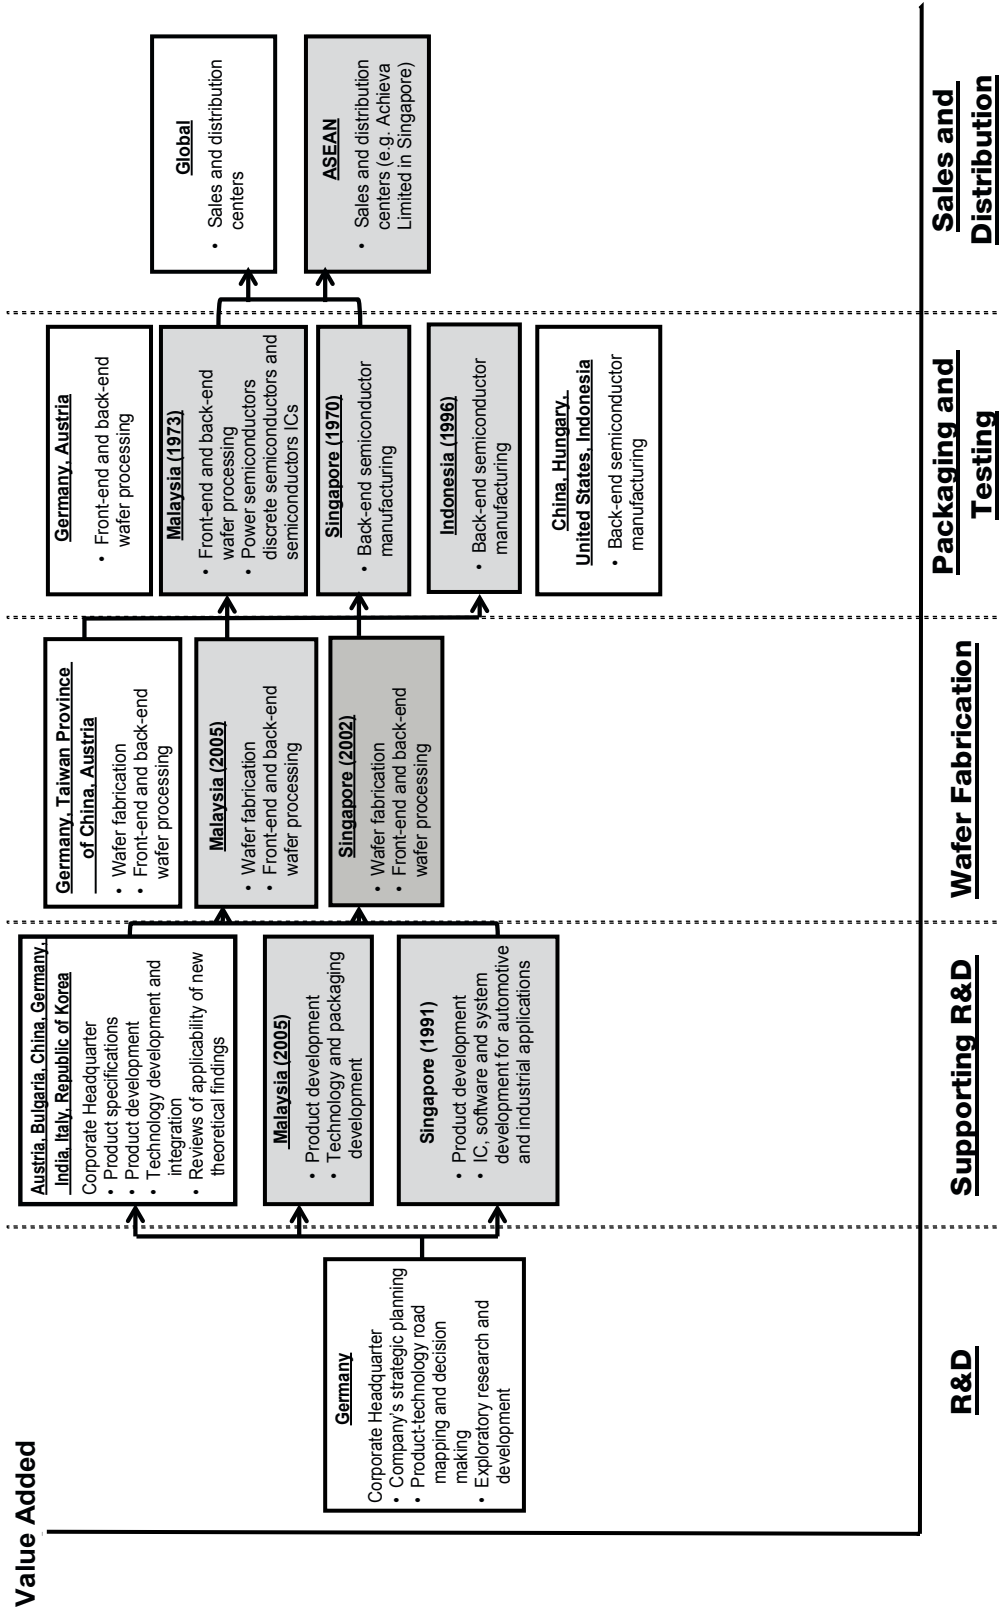 Value Added
Germany
Corporate Headquarter
• Company's strategic planning
• Product-technology road
mapping and decision
making
• Exploratory research and
development
Austria, Bulgaria, China, Germany,
India, Italy, Republic of Korea
Corporate Headquarter
• Product specifications
• Product development
• Technology development and
integration
• Reviews of applicability of new
theoretical findings
Malaysia (2005)
• Product development
• Technology and packaging
development
Singapore (1991)
• Product development
• IC, software and system
development for automotive
and industrial applications
Germany, Taiwan Province
of China, Austria
• Wafer fabrication
• Front-end and back-end
wafer processing
Malaysia (2005)
• Wafer fabrication
• Front-end and back-end
wafer processing
Singapore (2002)
• Wafer fabrication
• Front-end and back-end
wafer processing
Germany, Austria
• Front-end and back-end
wafer processing
Malaysia (1973)
• Front-end and back-end
wafer processing
• Power semiconductors
discrete semiconductors and
semiconductors ICs
Singapore (1970)
• Back-end semiconductor
manufacturing
Indonesia (1996)
• Back-end semiconductor
manufacturing
China, Hungary,
United States, Indonesia
• Back-end semiconductor
manufacturing
Global
• Sales and distribution
centers
ASEAN
• Sales and distribution
centers (e.g. Achieva
Limited in Singapore)
R&D
Supporting R&D
Wafer Fabrication
Packaging and
Testing
Sales and
Distribution